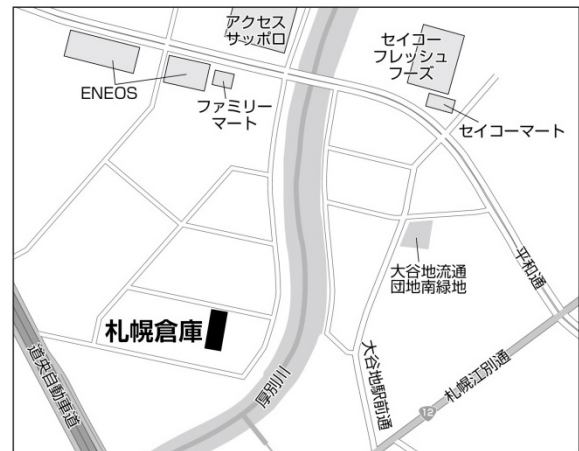 アクセス
サッポロ
セイコー
フレッシュ
フーズ
ENEOS
ファミリー
マート
セイコーマート
大谷地流通
団地南緑地
平和通
札幌倉庫
道央自動車道
厚別川
大谷地駅前通
札幌江別通
12